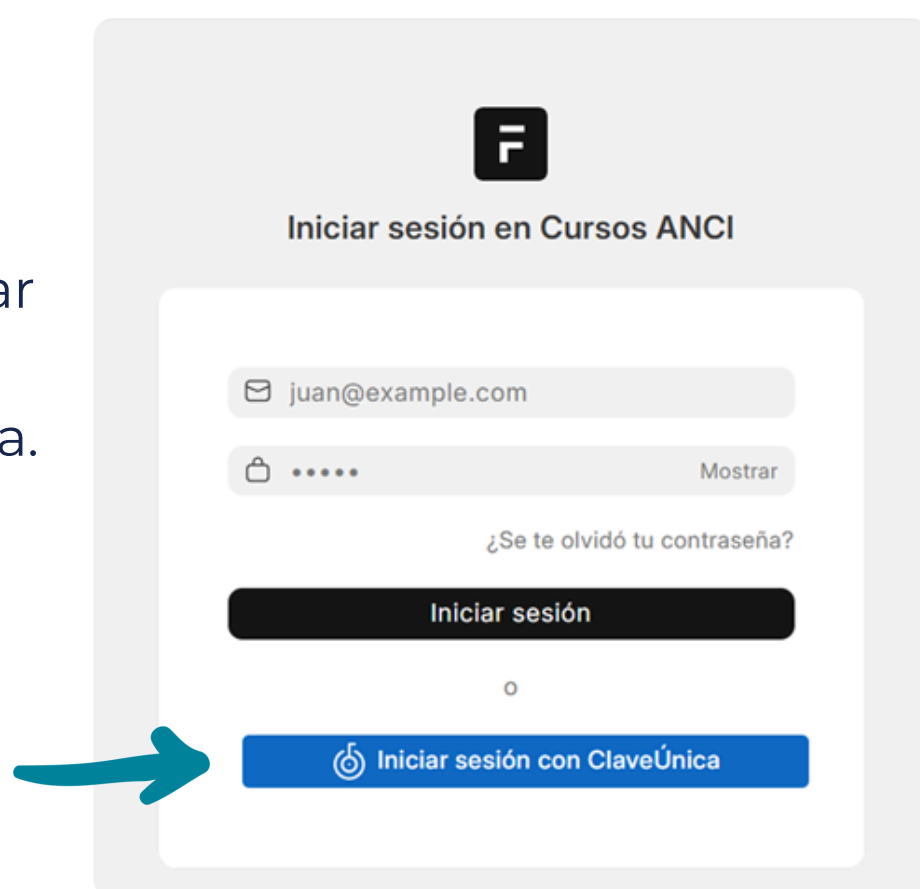 Iniciar sesión en Cursos ANCI
ar
juan@example.com
a.
Mostrar
¿Se te olvidó tu contraseña?
Iniciar sesión
o
Iniciar sesión con ClaveÚnica